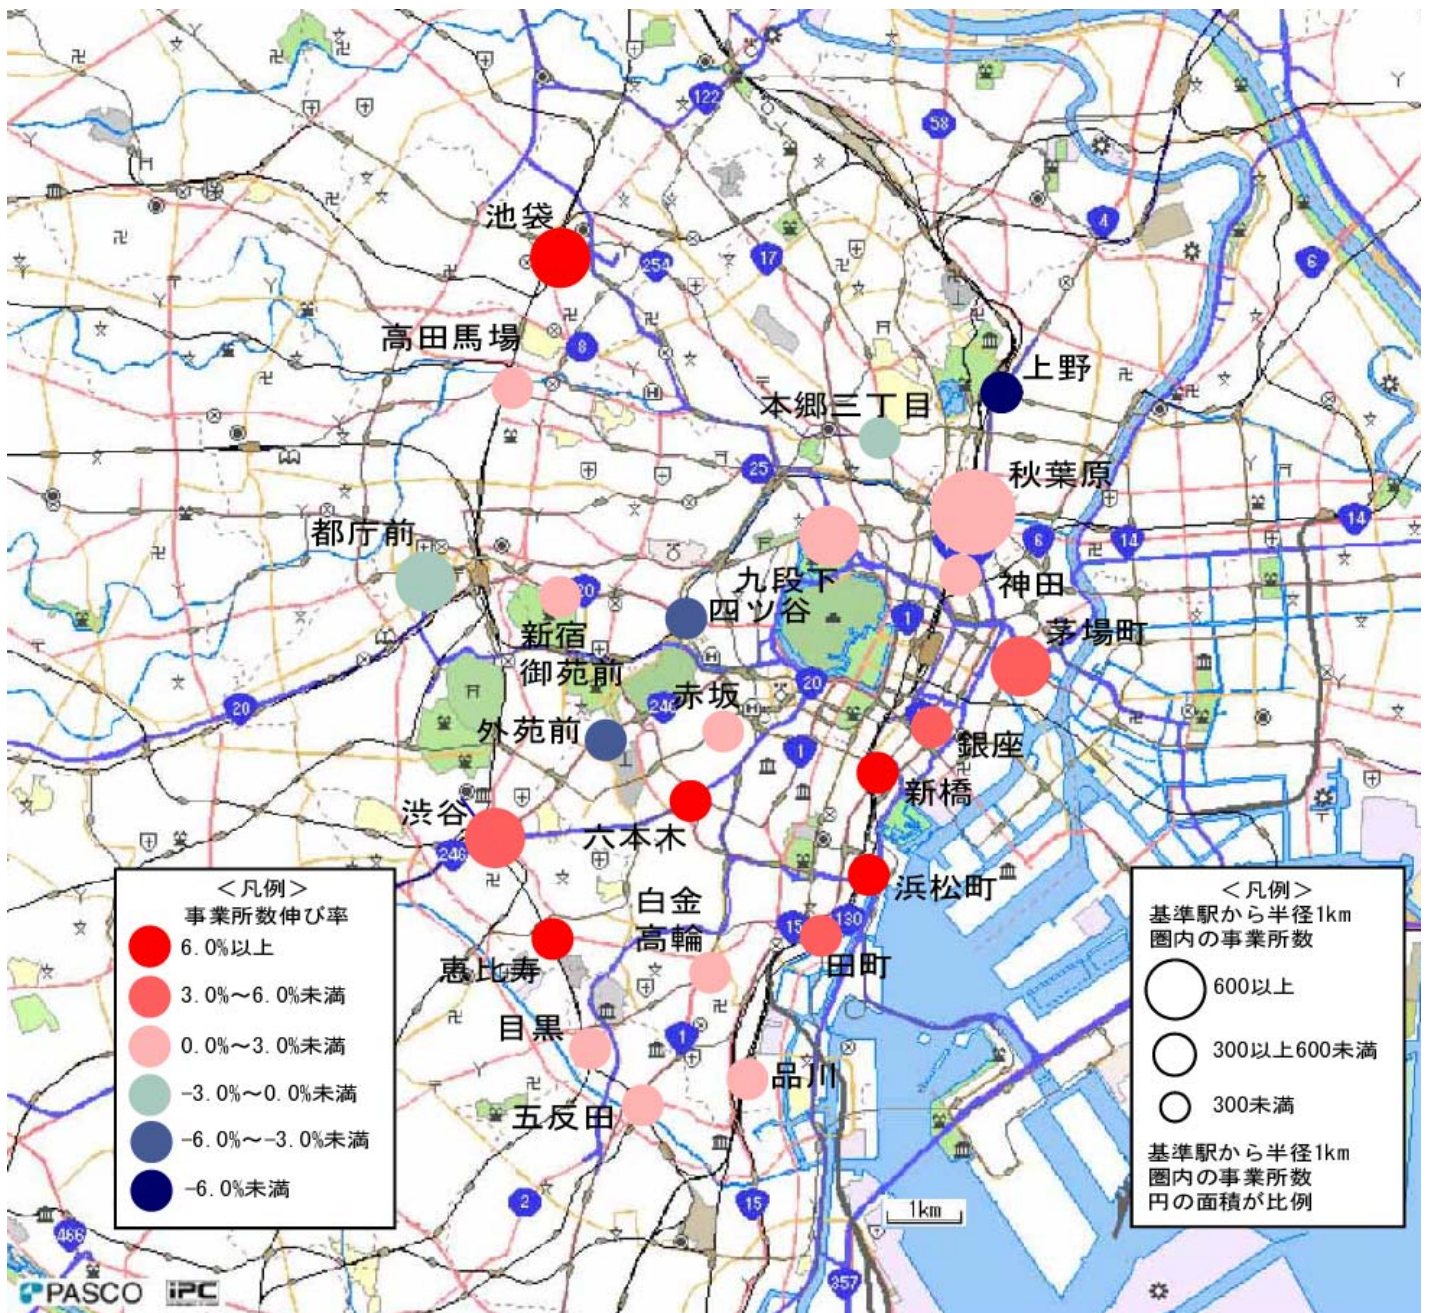 122
58
4
池袋
254
17
6
高田馬場
8
上野
本郷三丁目
25
秋葉原
都庁前
6
14
14
九段下
神田
20
四ツ谷
1
新宿
御苑前
茅場町
20
20
246
赤坂
外苑前
1
銀座
新橋
渋谷
六本木
246
浜松町
白金
高輪
15
130
恵比寿
田町
目黒
1
品川
五反田
2
15
466
357
1km
<凡例>
事業所数伸び率
6.0%以上
3.0%~6.0%未満
0.0%~3.0%未満
-3.0%~0.0%未満
-6.0%~-3.0%未満
-6.0%未満
<凡例>
基準駅から半径1km
圏内の事業所数
600以上
300以上600未満
300未満
基準駅から半径1km
圏内の事業所数
円の面積が比例
PASCO iPC